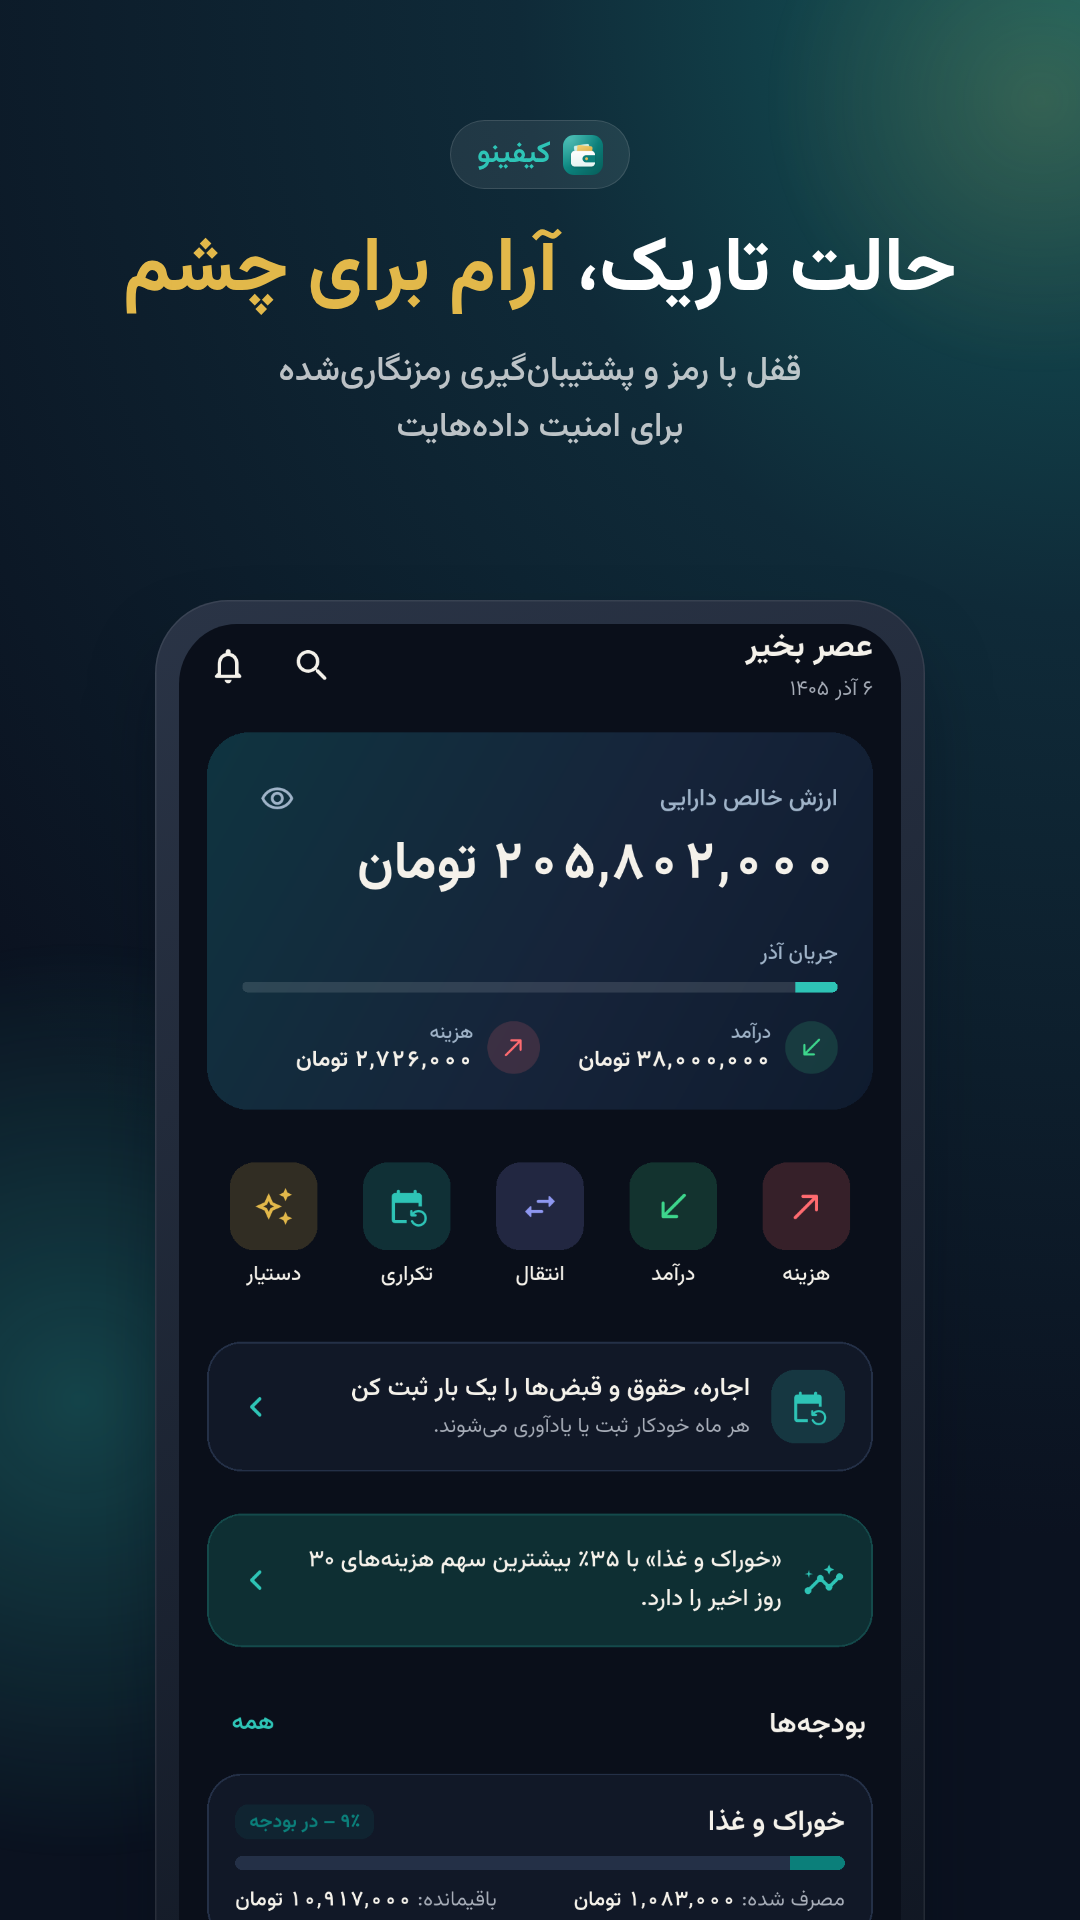 کیفینو
حالت تاریک، آرام برای چشم
قفل با رمز و پشتیبان‌گیری رمزنگاری‌شده
برای امنیت داده‌هایت
عصر بخیر
۶ آذر ۱۴۰۵
ارزش خالص دارایی
۲۰۵,۸۰۲,۰۰۰ تومان
جریان آذر
درآمد
۳۸,۰۰۰,۰۰۰ تومان
هزینه
۲,۷۲۶,۰۰۰ تومان
هزینه
درآمد
انتقال
تکراری
دستیار
اجاره، حقوق و قبض‌ها را یک بار ثبت کن
هر ماه خودکار ثبت یا یادآوری می‌شوند.
«خوراک و غذا» با ۳۵٪ بیشترین سهم هزینه‌های ۳۰
روز اخیر را دارد.
بودجه‌ها
همه
خوراک و غذا
۹٪ – در بودجه
مصرف شده: ۱,۰۸۳,۰۰۰ تومان
باقیمانده: ۱۰,۹۱۷,۰۰۰ تومان